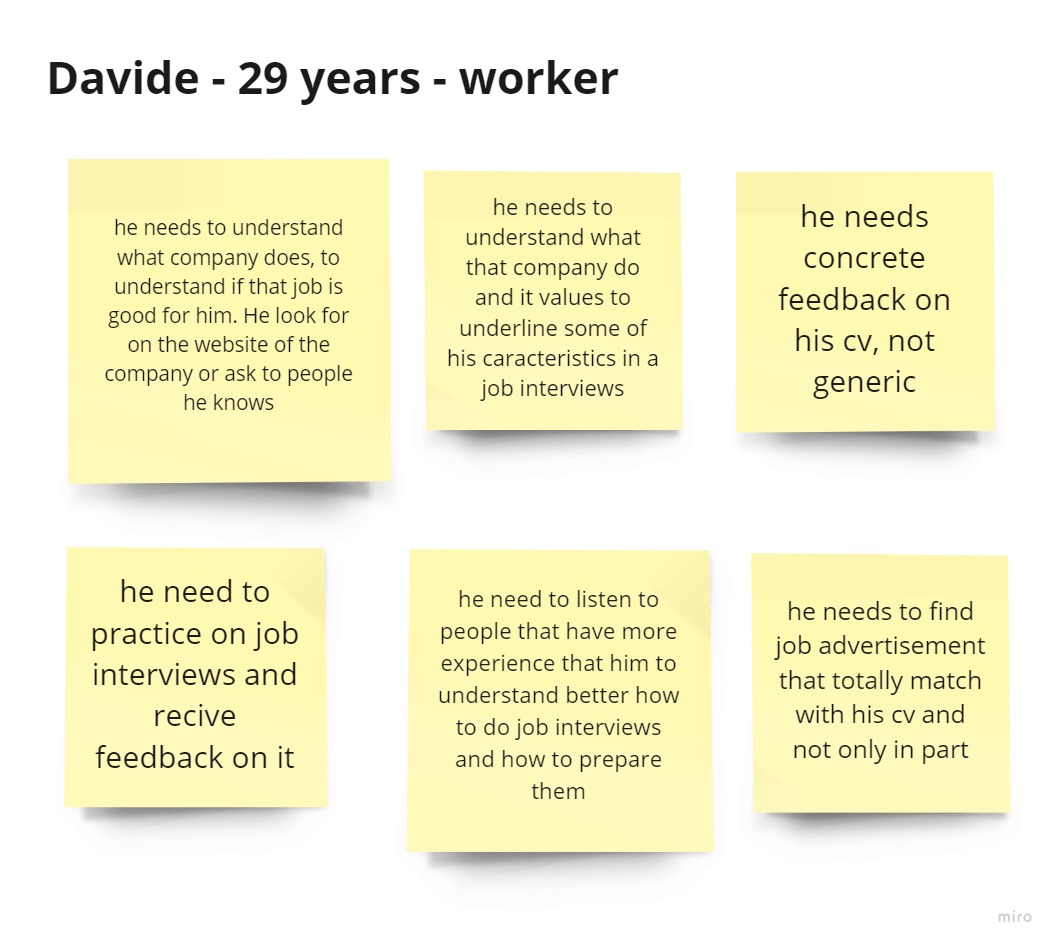 Davide - 29 years - worker
he needs to understand
what company does, to
understand if that job is
good for him. He look for
on the website of the
company or ask to people
he knows
he needs to
understand what
that company do
and it values to
underline some of
his caracteristics in a
job interviews
he needs
concrete
feedback on
his cv, not
generic
he need to
practice on job
interviews and
recive
feedback on it
he need to listen to
people that have more
experience that him to
understand better how
to do job interviews
and how to prepare
them
he needs to find
job advertisement
that totally match
with his cv and
not only in part
miro